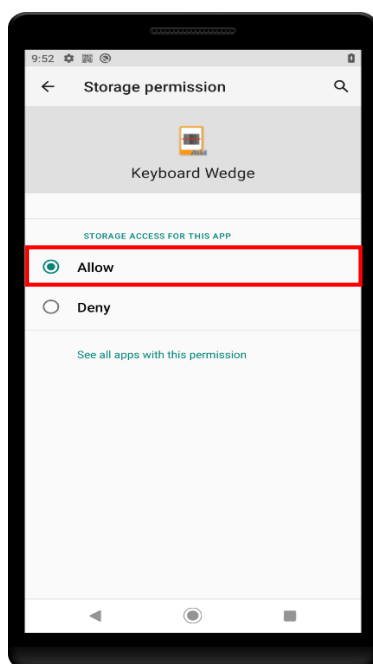 9:52
Storage permission
Keyboard Wedge
STORAGE ACCESS FOR THIS APP
Allow
Deny
See all apps with this permission